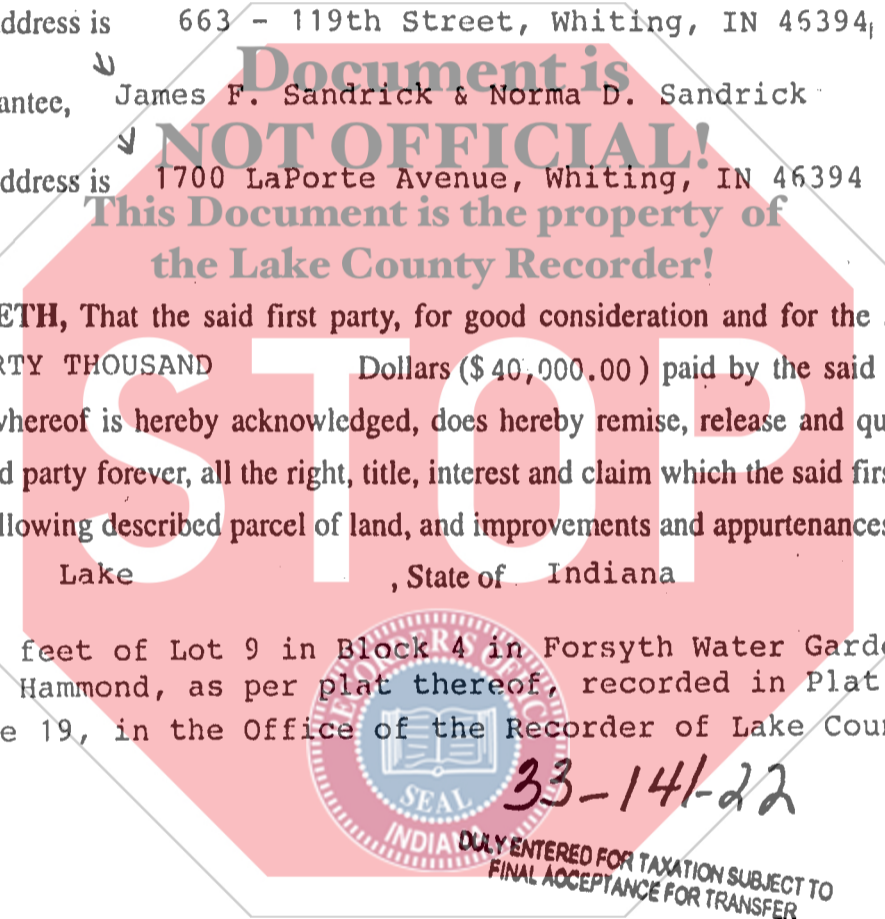 ddress is 663 - 119th Street, Whiting, IN 46394,
Document is
antee, James F. Sandrick & Norma D. Sandrick
NOT OFFICIAL!
ddress is 1700 LaPorte Avenue, Whiting, IN 46394
This Document is the property of
the Lake County Recorder!
ETH, That the said first party, for good consideration and for the
RTY THOUSAND Dollars ($ 40,000.00 ) paid by the said
STOP
whereof is hereby acknowledged, does hereby remise, release and qu
d party forever, all the right, title, interest and claim which the said firs
llowing described parcel of land, and improvements and appurtenances
Lake , State of Indiana
feet of Lot 9 in Block 4 in Forsyth Water Garde
Hammond, as per plat thereof, recorded in Plat
e 19, in the Office of the Recorder of Lake Coun
RECORDER'S OFFICE
SEAL
INDIANA
33-141-22
DULY ENTERED FOR TAXATION SUBJECT TO
FINAL ACCEPTANCE FOR TRANSFER